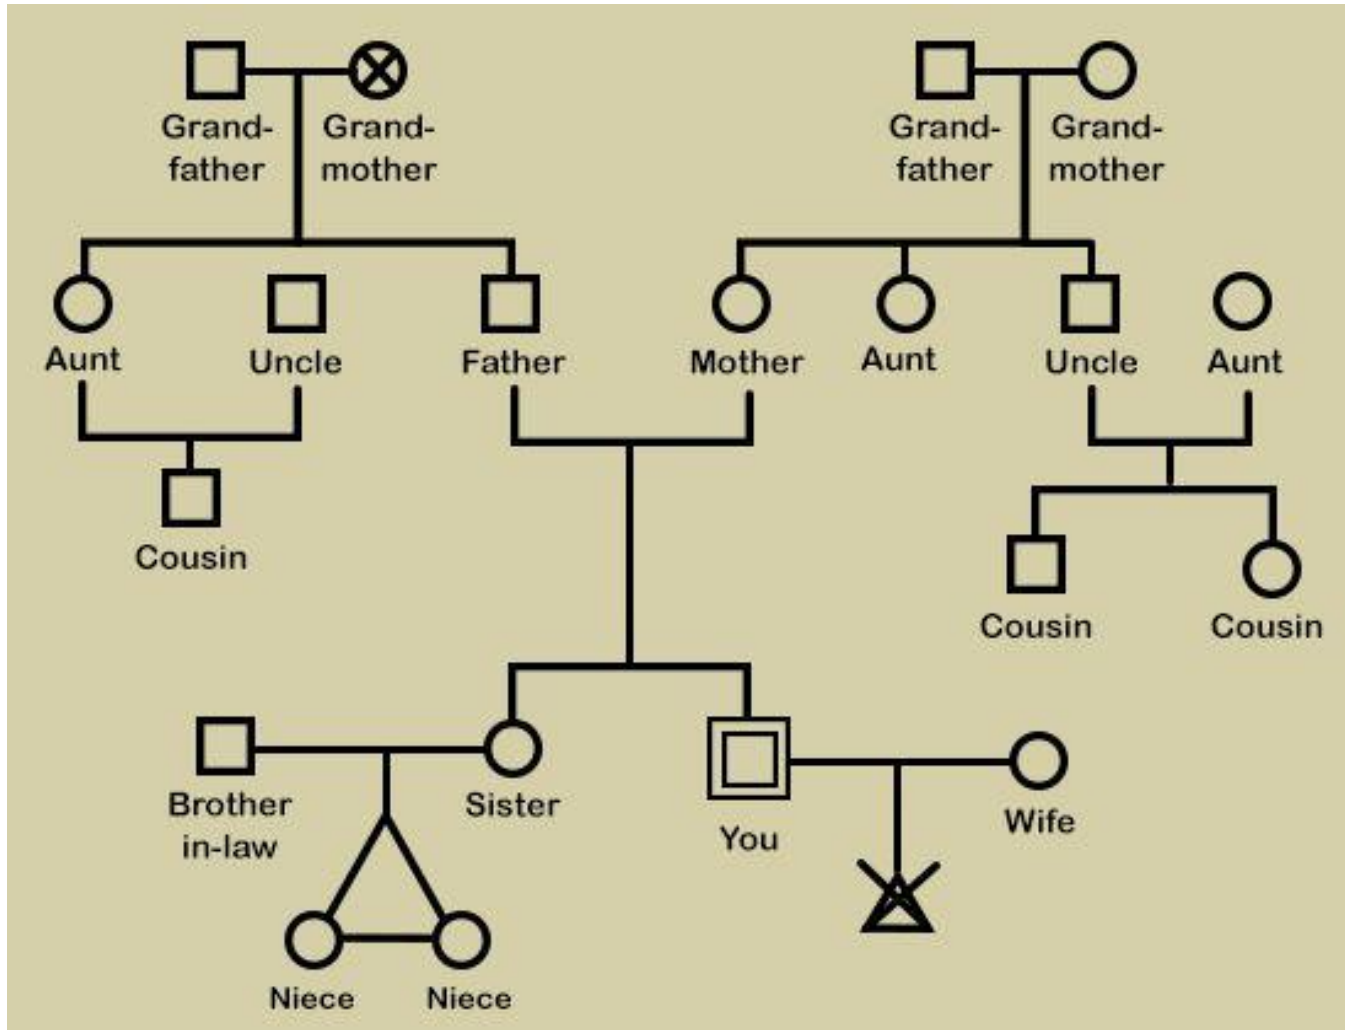 Grand-
father
Grand-
mother
Grand-
father
Grand-
mother
Aunt
Uncle
Father
Mother
Aunt
Uncle
Aunt
Cousin
Cousin
Cousin
Brother
in-law
Sister
You
Wife
Niece
Niece